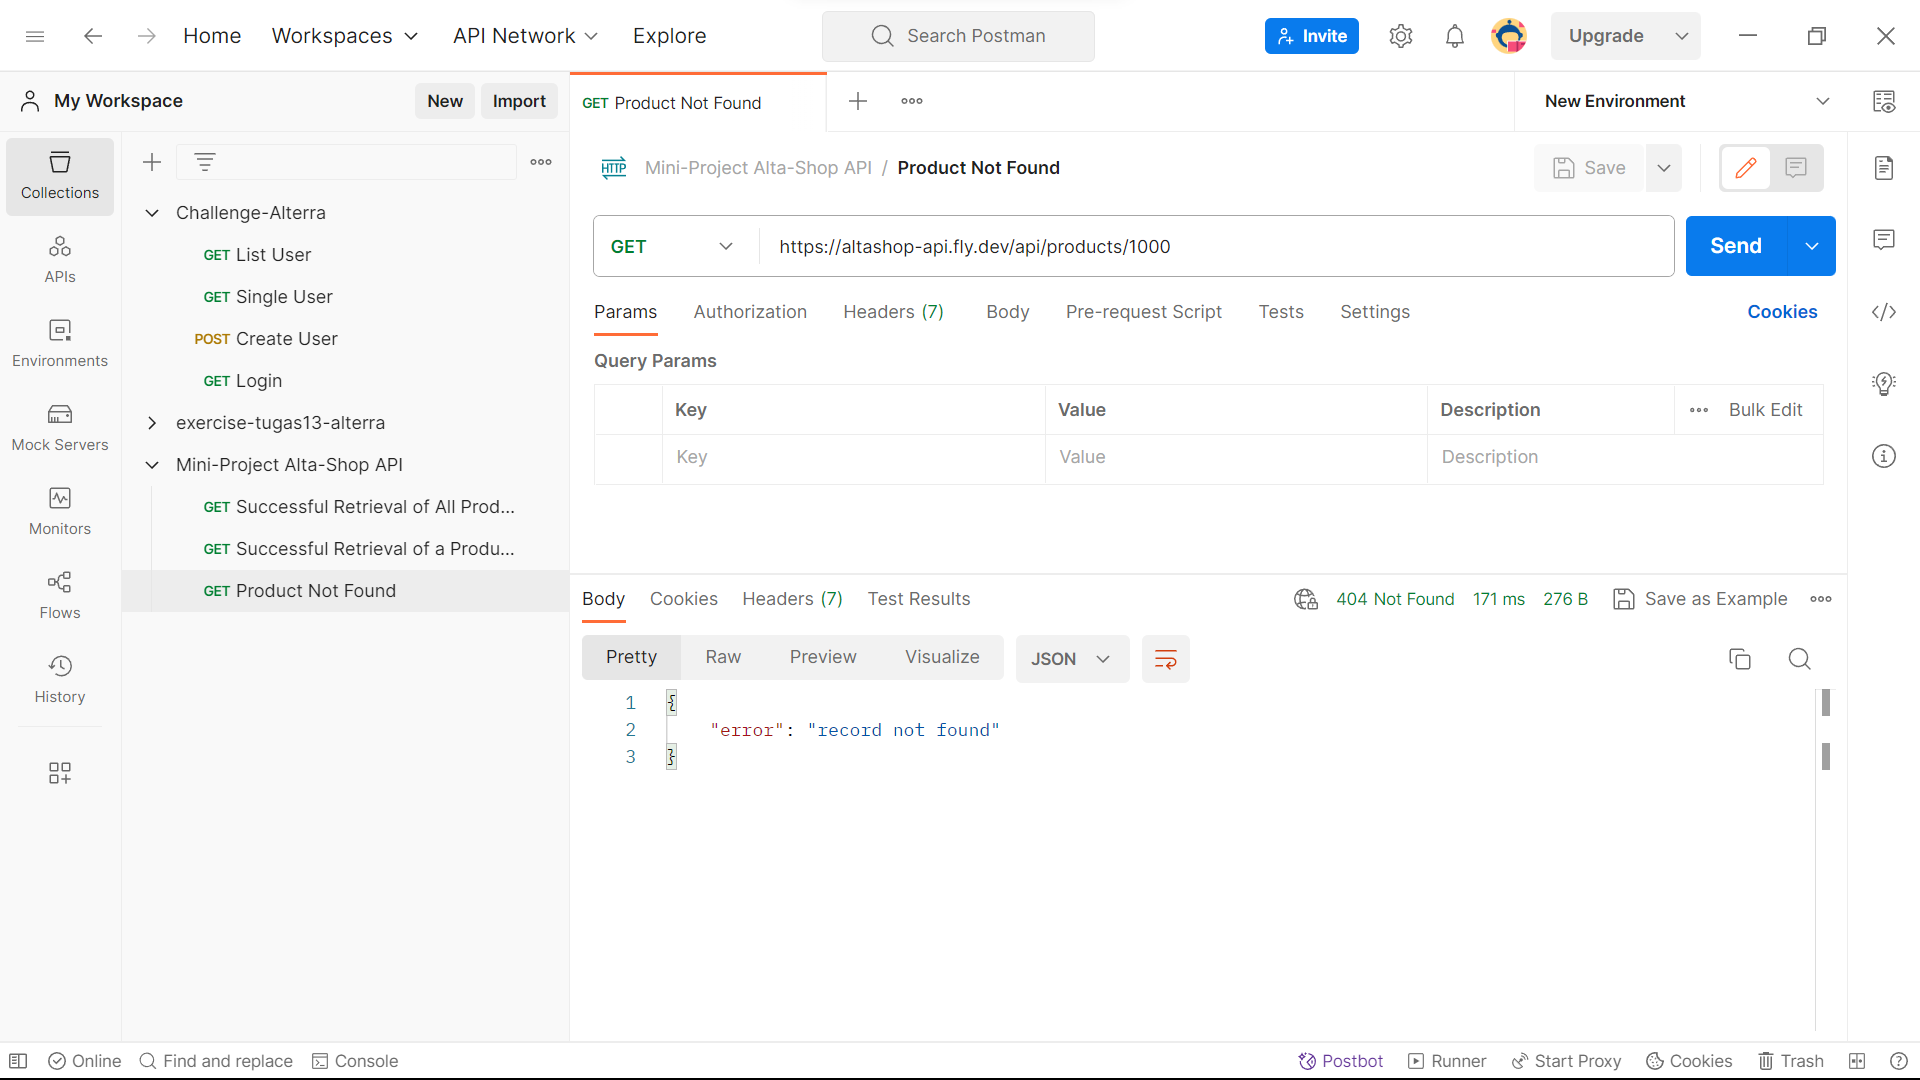 Home Workspaces API Network Explore Search Postman Invite Upgrade
My Workspace New Import GET Product Not Found New Environment
Collections
APIs
Environments
Mock Servers
Monitors
Flows
History
Challenge-Alterra
GET List User
GET Single User
POST Create User
GET Login
exercise-tugas13-alterra
Mini-Project Alta-Shop API
GET Successful Retrieval of All Prod...
GET Successful Retrieval of a Produ...
GET Product Not Found
HTTP Mini-Project Alta-Shop API / Product Not Found Save
GET https://altashop-api.fly.dev/api/products/1000 Send
Params Authorization Headers (7) Body Pre-request Script Tests Settings Cookies
Query Params
Key Value Description Bulk Edit
Key Value Description
Body Cookies Headers (7) Test Results 404 Not Found 171 ms 276 B Save as Example
Pretty Raw Preview Visualize JSON
1 {
2 "error": "record not found"
3 }
Online Find and replace Console Postbot Runner Start Proxy Cookies Trash